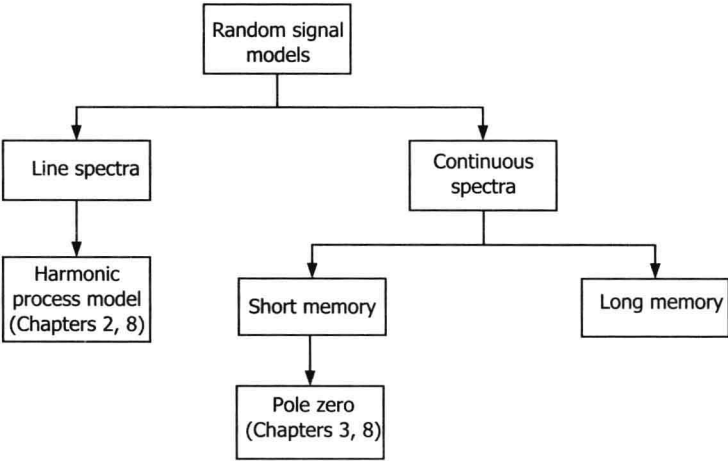 Random signal
models
Line spectra
Continuous
spectra
Harmonic
process model
(Chapters 2, 8)
Short memory
Long memory
Pole zero
(Chapters 3, 8)